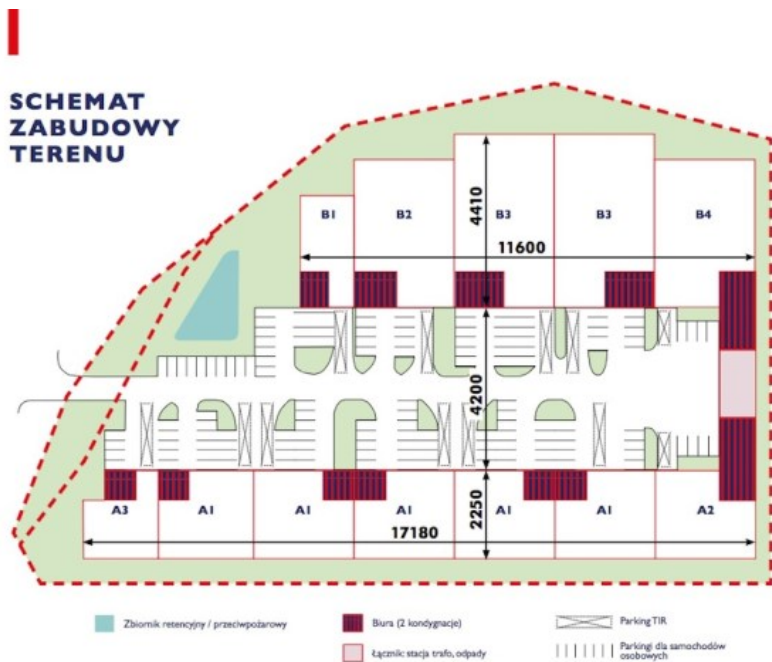 SCHEMAT
ZABUDOWY
TERENU
B1
B2
4410
B3
B3
B4
11600
4200
A3
A1
A1
A1
2250
A1
A1
A2
17180
Zbiornik retencyjny / przeciwpożarowy
Biura (2 kondygnacje)
Parking TIR
Łącznik: stacja trafo, odpady
Parkingi dla samochodów
osobowych